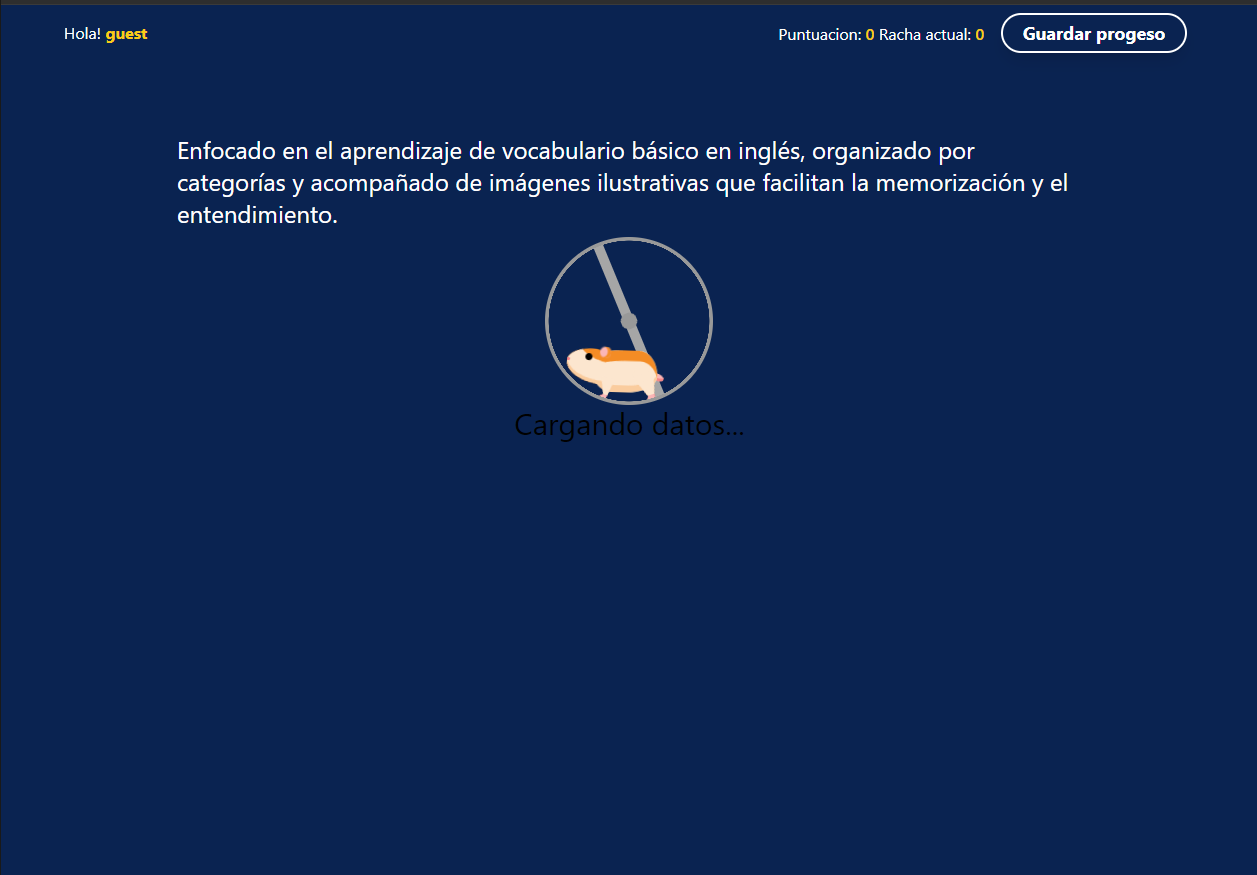 Hola! guest
Puntuacion: 0 Racha actual: 0
Guardar progeso
Enfocado en el aprendizaje de vocabulario básico en inglés, organizado por
categorías y acompañado de imágenes ilustrativas que facilitan la memorización y el
entendimiento.
Cargando datos...